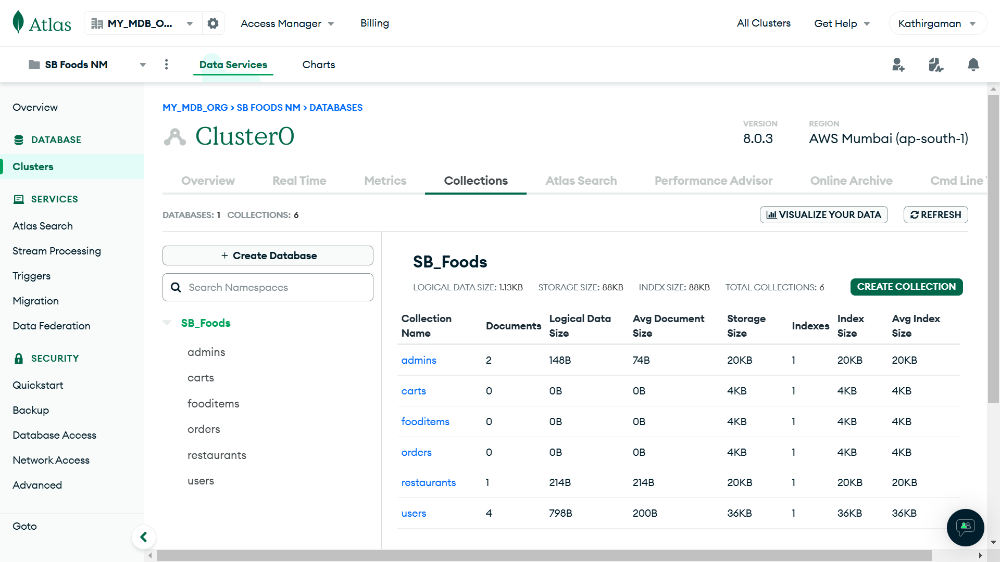 Atlas
MY_MDB_O...
Access Manager
Billing
All Clusters
Get Help
Kathirgaman
SB Foods NM
Data Services
Charts
Overview
DATABASE
Clusters
SERVICES
Atlas Search
Stream Processing
Triggers
Migration
Data Federation
SECURITY
Quickstart
Backup
Database Access
Network Access
Advanced
Goto
MY_MDB_ORG > SB FOODS NM > DATABASES
Cluster0
VERSION
8.0.3
REGION
AWS Mumbai (ap-south-1)
Overview
Real Time
Metrics
Collections
Atlas Search
Performance Advisor
Online Archive
Cmd Line
DATABASES: 1 COLLECTIONS: 6
VISUALIZE YOUR DATA
REFRESH
+ Create Database
Search Namespaces
SB_Foods
admins
carts
fooditems
orders
restaurants
users
SB_Foods
LOGICAL DATA SIZE: 1.13KB STORAGE SIZE: 88KB INDEX SIZE: 88KB TOTAL COLLECTIONS: 6
CREATE COLLECTION
Collection Name Documents Logical Data Size Avg Document Size Storage Size Indexes Index Size Avg Index Size
admins 2 148B 74B 20KB 1 20KB 20KB
carts 0 0B 0B 4KB 1 4KB 4KB
fooditems 0 0B 0B 4KB 1 4KB 4KB
orders 0 0B 0B 4KB 1 4KB 4KB
restaurants 1 214B 214B 20KB 1 20KB 20KB
users 4 798B 200B 36KB 1 36KB 36KB